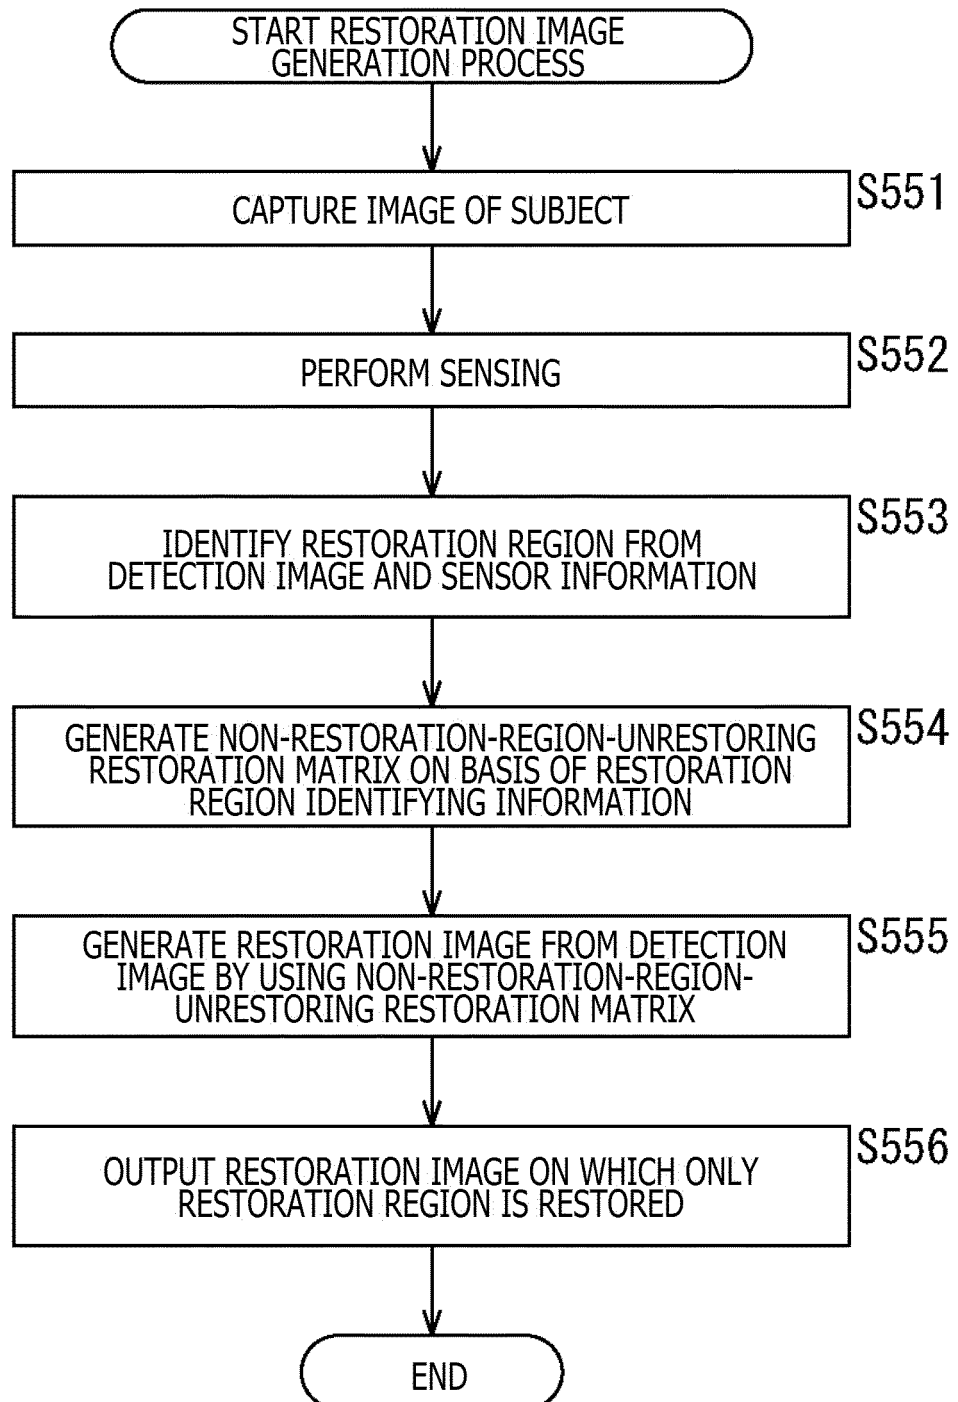 START RESTORATION IMAGE
GENERATION PROCESS
S551
CAPTURE IMAGE OF SUBJECT
S552
PERFORM SENSING
S553
IDENTIFY RESTORATION REGION FROM
DETECTION IMAGE AND SENSOR INFORMATION
S554
GENERATE NON-RESTORATION-REGION-UNRESTORING
RESTORATION MATRIX ON BASIS OF RESTORATION
REGION IDENTIFYING INFORMATION
S555
GENERATE RESTORATION IMAGE FROM DETECTION
IMAGE BY USING NON-RESTORATION-REGION-
UNRESTORING RESTORATION MATRIX
S556
OUTPUT RESTORATION IMAGE ON WHICH ONLY
RESTORATION REGION IS RESTORED
END